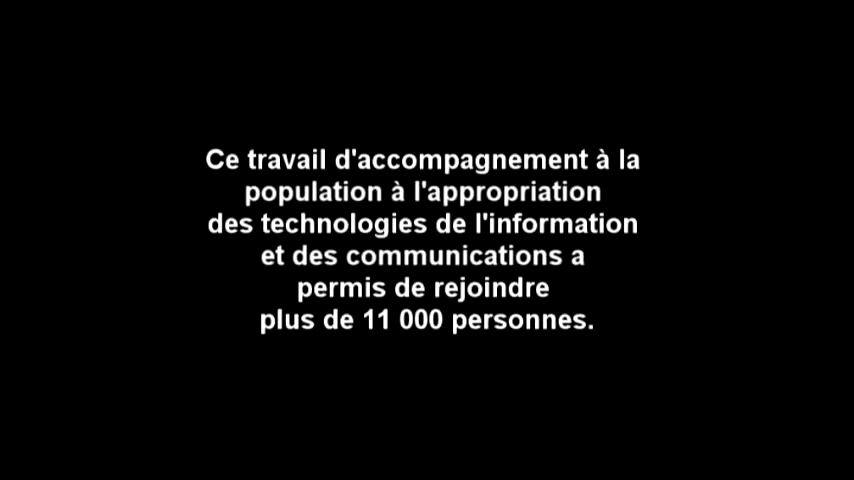 Ce travail d'accompagnement à la
population à l'appropriation
des technologies de l'information
et des communications a
permis de rejoindre
plus de 11 000 personnes.